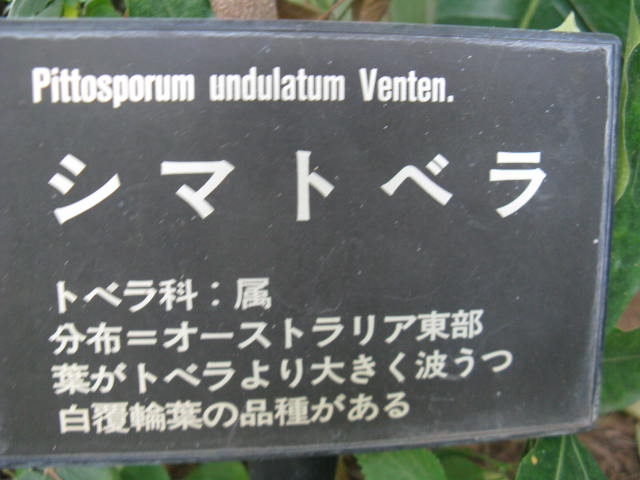 Pittosporum undulatum Venten.
シマトベラ
トベラ科：属
分布＝オーストラリア東部
葉がトベラより大きく波うつ
白覆輪葉の品種がある